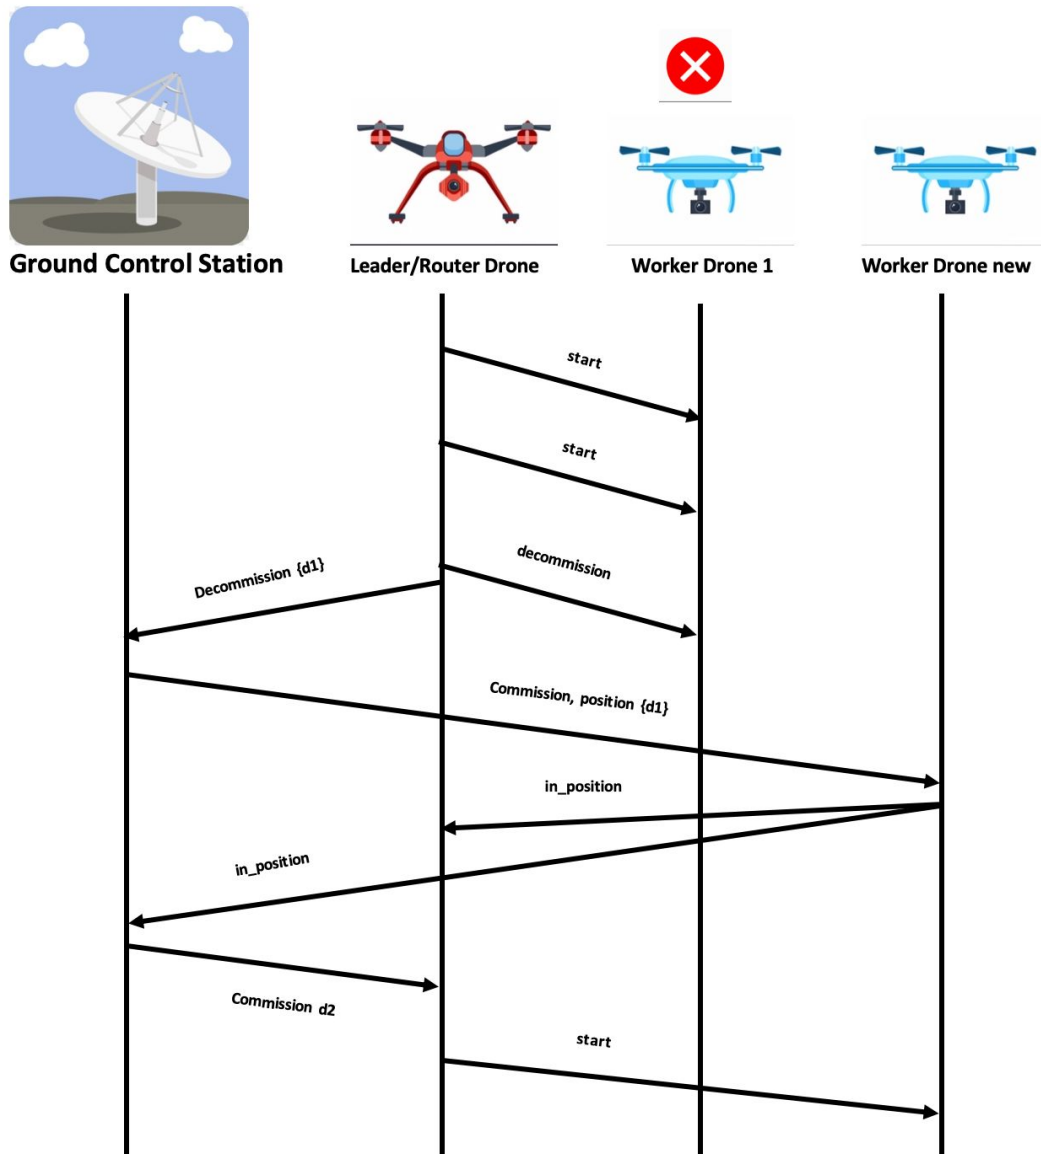 Ground Control Station
Leader/Router Drone
Worker Drone 1
Worker Drone new
start
start
decommission
Decommission {d1}
Commission, position {d1}
in_position
in_position
Commission d2
start